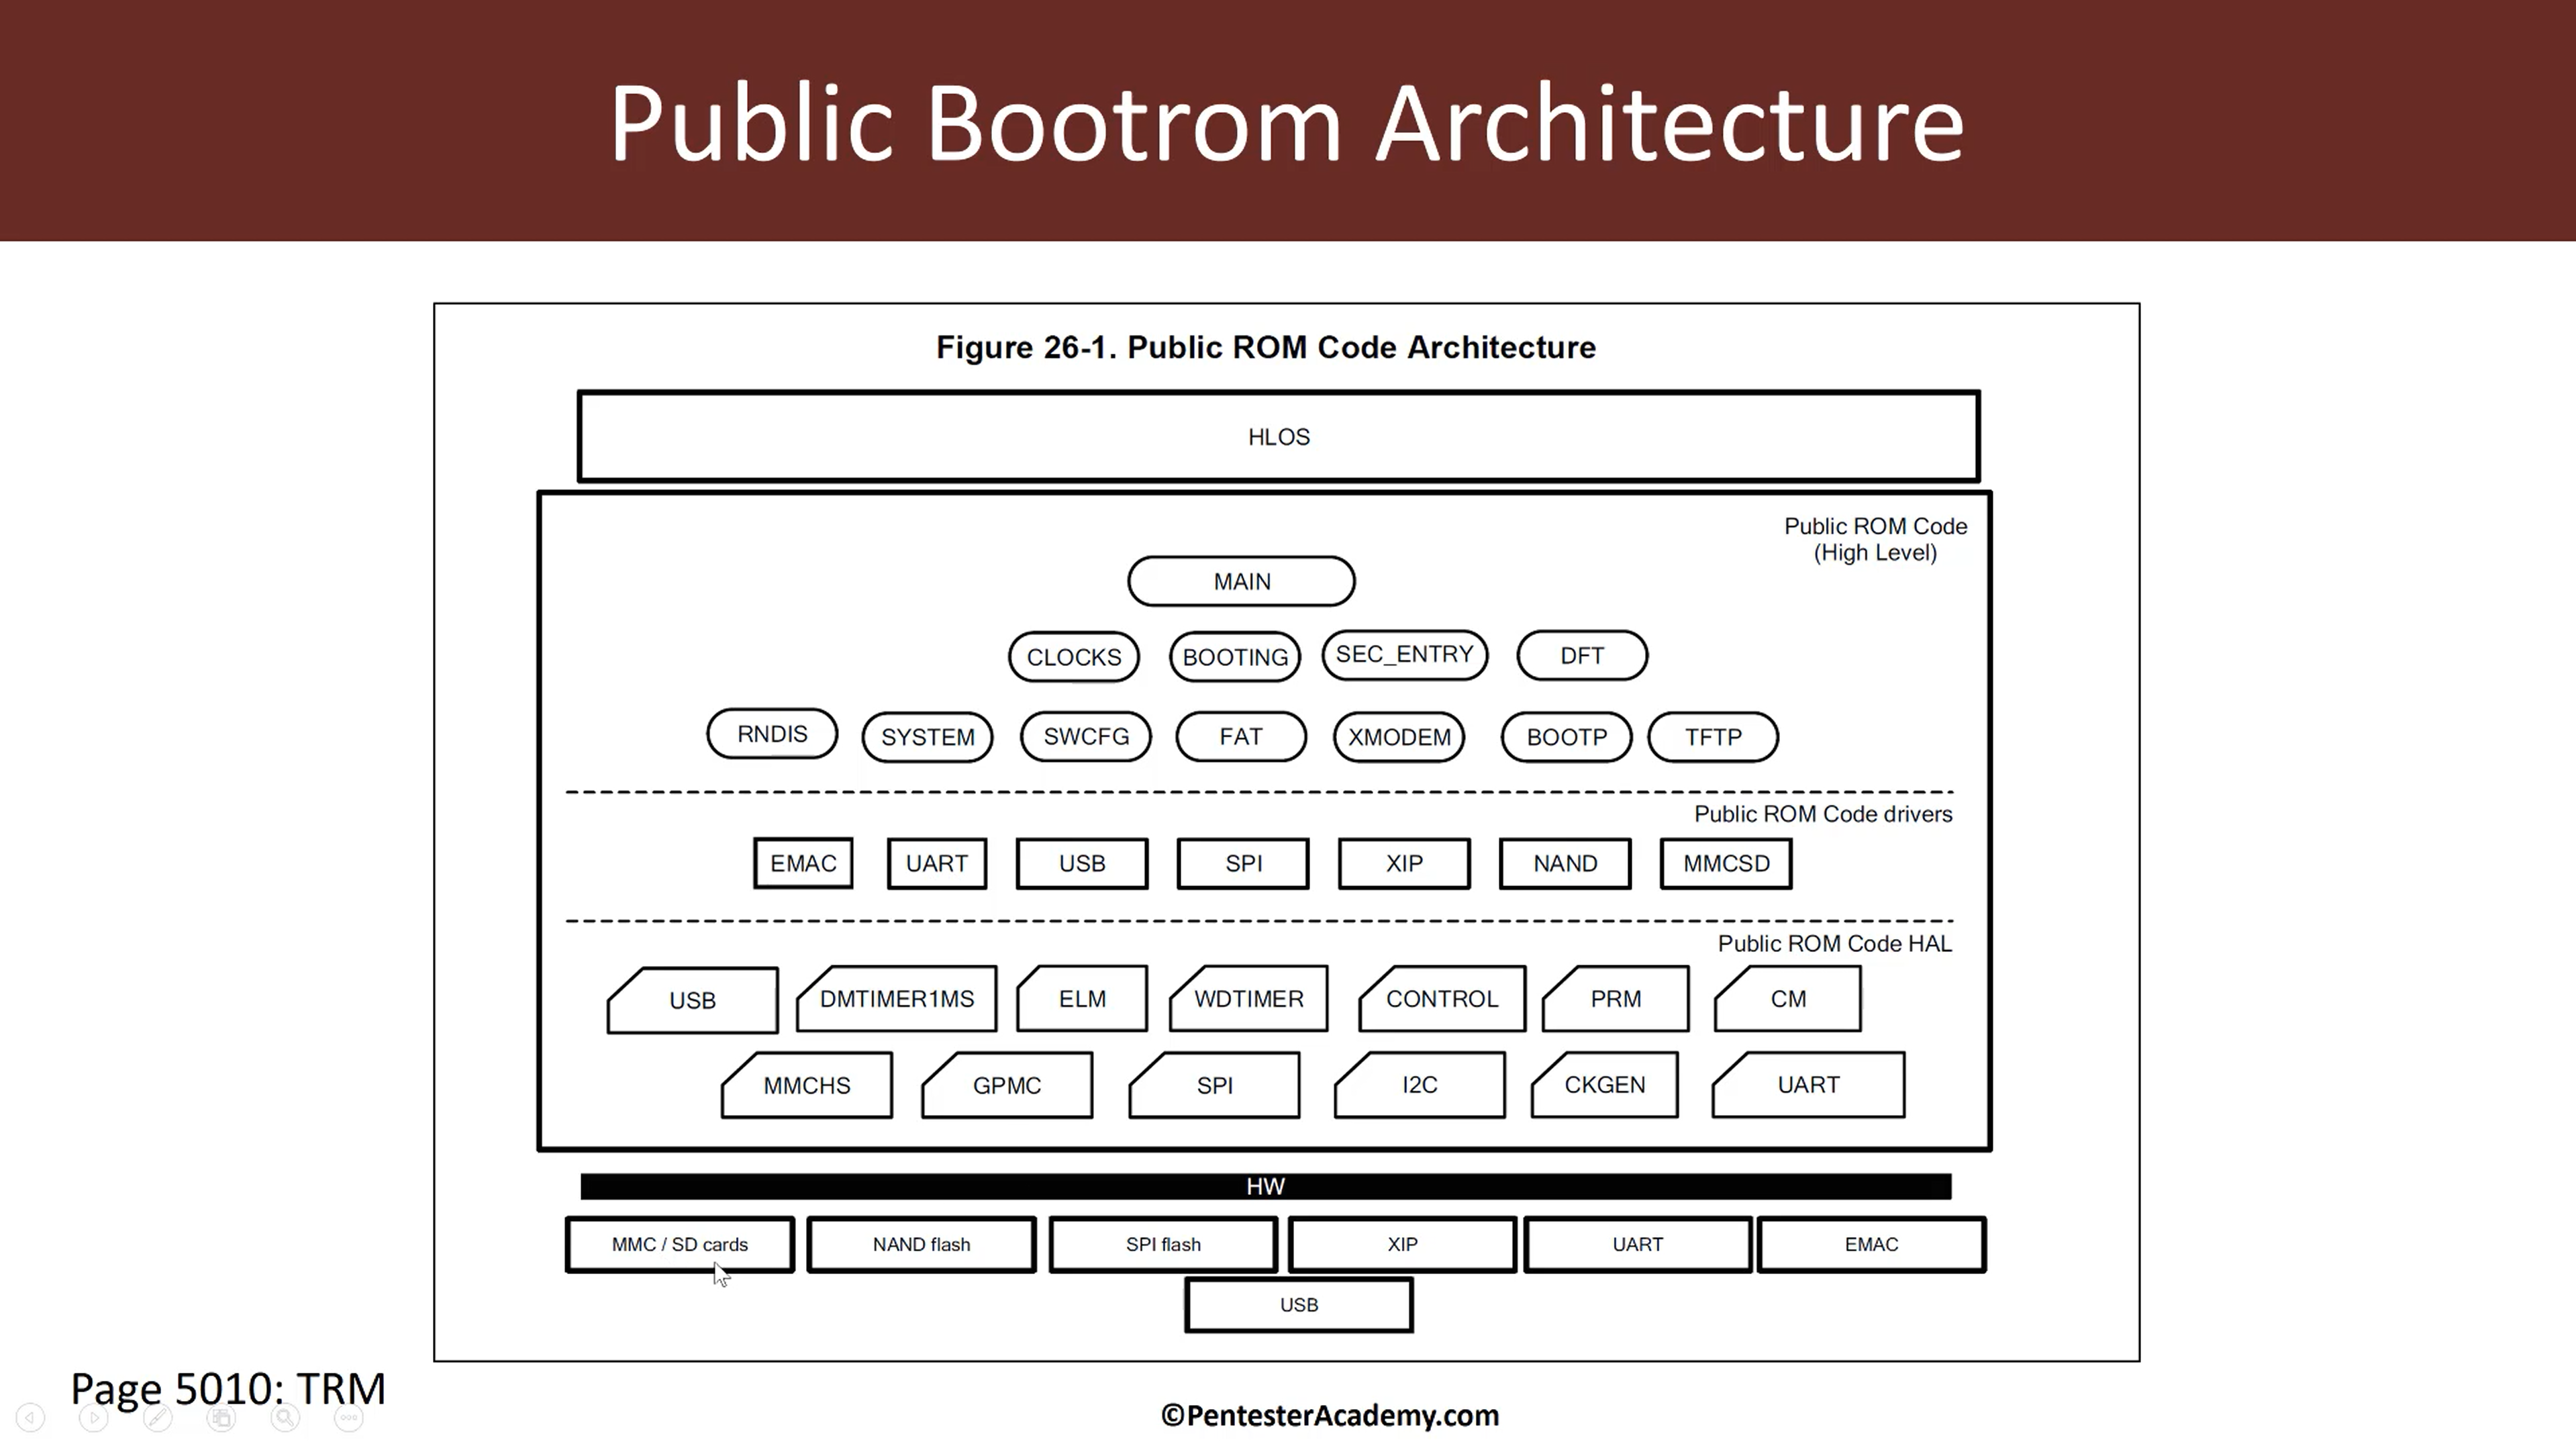 Public Bootrom Architecture
Figure 26-1. Public ROM Code Architecture
HLOS
Public ROM Code
(High Level)
MAIN
CLOCKS BOOTING SEC_ENTRY DFT
RNDIS SYSTEM SWCFG FAT XMODEM BOOTP TFTP
Public ROM Code drivers
EMAC UART USB SPI XIP NAND MMCSD
Public ROM Code HAL
USB DMTIMER1MS ELM WDTIMER CONTROL PRM CM
MMCHS GPMC SPI I2C CKGEN UART
HW
MMC / SD cards NAND flash SPI flash XIP UART EMAC
USB
Page 5010: TRM
©PentesterAcademy.com